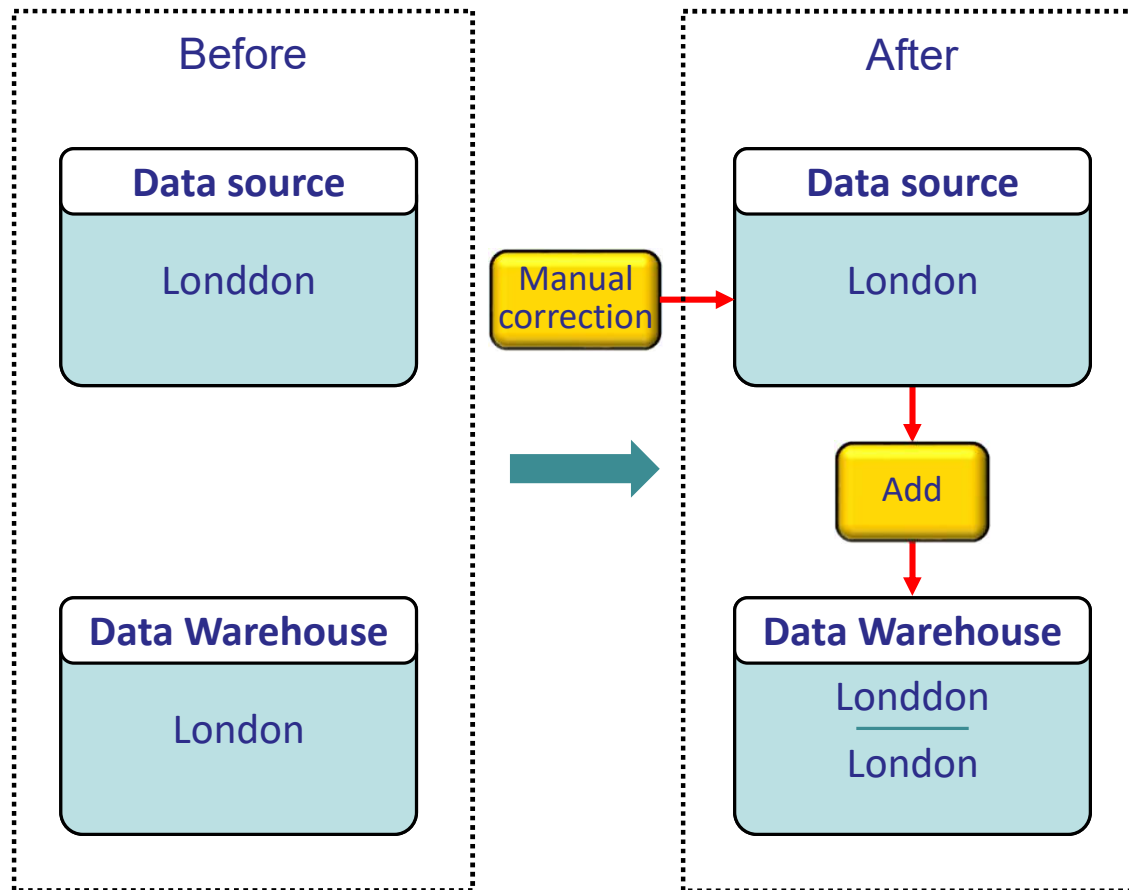 Before
Data source
Londdon
Data Warehouse
London
Manual
correction
After
Data source
London
Add
Data Warehouse
Londdon
London